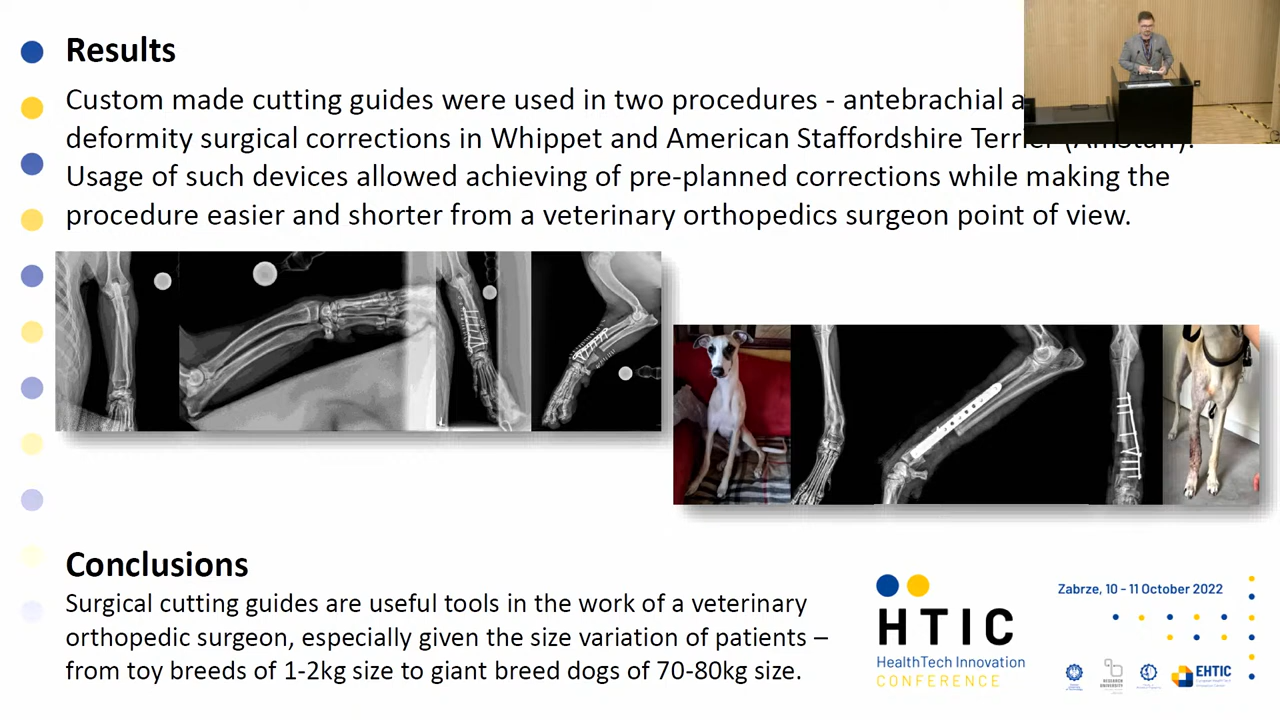 Results
Custom made cutting guides were used in two procedures - antebrachial a
deformity surgical corrections in Whippet and American Staffordshire Terrier (Amstaff).
Usage of such devices allowed achieving of pre-planned corrections while making the
procedure easier and shorter from a veterinary orthopedics surgeon point of view.
Conclusions
Surgical cutting guides are useful tools in the work of a veterinary
orthopedic surgeon, especially given the size variation of patients –
from toy breeds of 1-2kg size to giant breed dogs of 70-80kg size.
HTIC
HealthTech Innovation
CONFERENCE
Zabrze, 10 - 11 October 2022
EHTIC